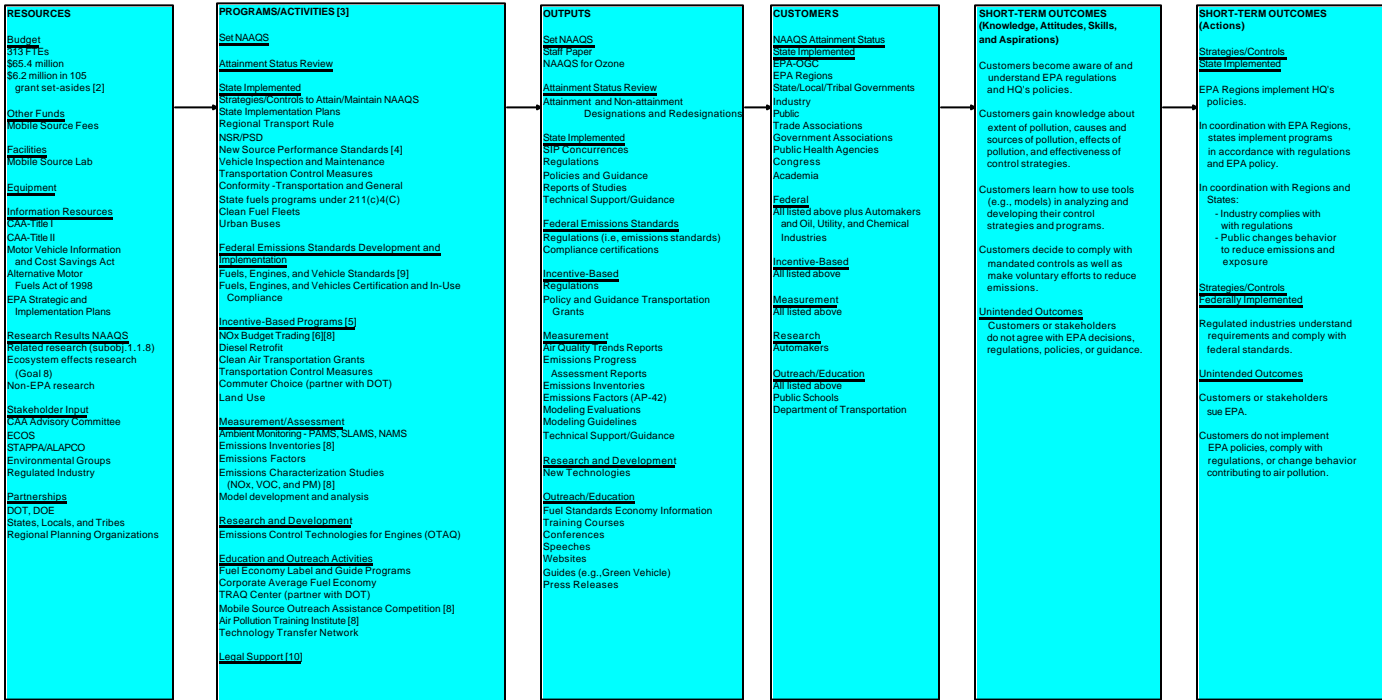 RESOURCES
Budget
313 FTEs
$65.4 million
$6.2 million in 105
grant set-asides [2]
Other Funds
Mobile Source Fees
Facilities
Mobile Source Lab
Equipment
Information Resources
CAA-Title I
CAA-Title II
Motor Vehicle Information
and Cost Savings Act
Alternative Motor
Fuels Act of 1998
EPA Strategic and
Implementation Plans
Research Results NAAQS
Related research (subobj.1.1.8)
Ecosystem effects research
(Goal 8)
Non-EPA research
Stakeholder Input
CAA Advisory Committee
ECOS
STAPPA/ALAPCO
Environmental Groups
Regulated Industry
Partnerships
DOT, DOE
States, Locals, and Tribes
Regional Planning Organizations
PROGRAMS/ACTIVITIES [3]
Set NAAQS
Attainment Status Review
State Implemented
Strategies/Controls to Attain/Maintain NAAQS
State Implementation Plans
Regional Transport Rule
NSR/PSD
New Source Performance Standards [4]
Vehicle Inspection and Maintenance
Transportation Control Measures
Conformity -Transportation and General
State fuels programs under 211(c)4(C)
Clean Fuel Fleets
Urban Buses
Federal Emissions Standards Development and
Implementation
Fuels, Engines, and Vehicle Standards [9]
Fuels, Engines, and Vehicles Certification and In-Use
Compliance
Incentive-Based Programs [5]
NOx Budget Trading [6][8]
Diesel Retrofit
Clean Air Transportation Grants
Transportation Control Measures
Commuter Choice (partner with DOT)
Land Use
Measurement/Assessment
Ambient Monitoring - PAMS, SLAMS, NAMS
Emissions Inventories [8]
Emissions Factors
Emissions Characterization Studies
(NOx, VOC, and PM) [8]
Model development and analysis
Research and Development
Emissions Control Technologies for Engines (OTAQ)
Education and Outreach Activities
Fuel Economy Label and Guide Programs
Corporate Average Fuel Economy
TRAQ Center (partner with DOT)
Mobile Source Outreach Assistance Competition [8]
Air Pollution Training Institute [8]
Technology Transfer Network
Legal Support [10]
OUTPUTS
Set NAAQS
Staff Paper
NAAQS for Ozone
Attainment Status Review
Attainment and Non-attainment
Designations and Redesignations
State Implemented
SIP Concurrences
Regulations
Policies and Guidance
Reports of Studies
Technical Support/Guidance
Federal Emissions Standards
Regulations (i.e, emissions standards)
Compliance certifications
Incentive-Based
Regulations
Policy and Guidance Transportation
Grants
Measurement
Air Quality Trends Reports
Emissions Progress
Assessment Reports
Emissions Inventories
Emissions Factors (AP-42)
Modeling Evaluations
Modeling Guidelines
Technical Support/Guidance
Research and Development
New Technologies
Outreach/Education
Fuel Standards Economy Information
Training Courses
Conferences
Speeches
Websites
Guides (e.g.,Green Vehicle)
Press Releases
CUSTOMERS
NAAQS Attainment Status
State Implemented
EPA-OGC
EPA Regions
State/Local/Tribal Governments
Industry
Public
Trade Associations
Government Associations
Public Health Agencies
Congress
Academia
Federal
All listed above plus Automakers
and Oil, Utility, and Chemical
Industries
Incentive-Based
All listed above
Measurement
All listed above
Research
Automakers
Outreach/Education
All listed above
Public Schools
Department of Transportation
SHORT-TERM OUTCOMES
(Knowledge, Attitudes, Skills,
and Aspirations)
Customers become aware of and
understand EPA regulations
and HQ's policies.
Customers gain knowledge about
extent of pollution, causes and
sources of pollution, effects of
pollution, and effectiveness of
control strategies.
Customers learn how to use tools
(e.g., models) in analyzing and
developing their control
strategies and programs.
Customers decide to comply with
mandated controls as well as
make voluntary efforts to reduce
emissions.
Unintended Outcomes
Customers or stakeholders
do not agree with EPA decisions,
regulations, policies, or guidance.
SHORT-TERM OUTCOMES
(Actions)
Strategies/Controls
State Implemented
EPA Regions implement HQ's
policies.
In coordination with EPA Regions,
states implement programs
in accordance with regulations
and EPA policy.
In coordination with Regions and
States:
- Industry complies with
with regulations
- Public changes behavior
to reduce emissions and
exposure
Strategies/Controls
Federally Implemented
Regulated industries understand
requirements and comply with
federal standards.
Unintended Outcomes
Customers or stakeholders
sue EPA.
Customers do not implement
EPA policies, comply with
regulations, or change behavior
contributing to air pollution.